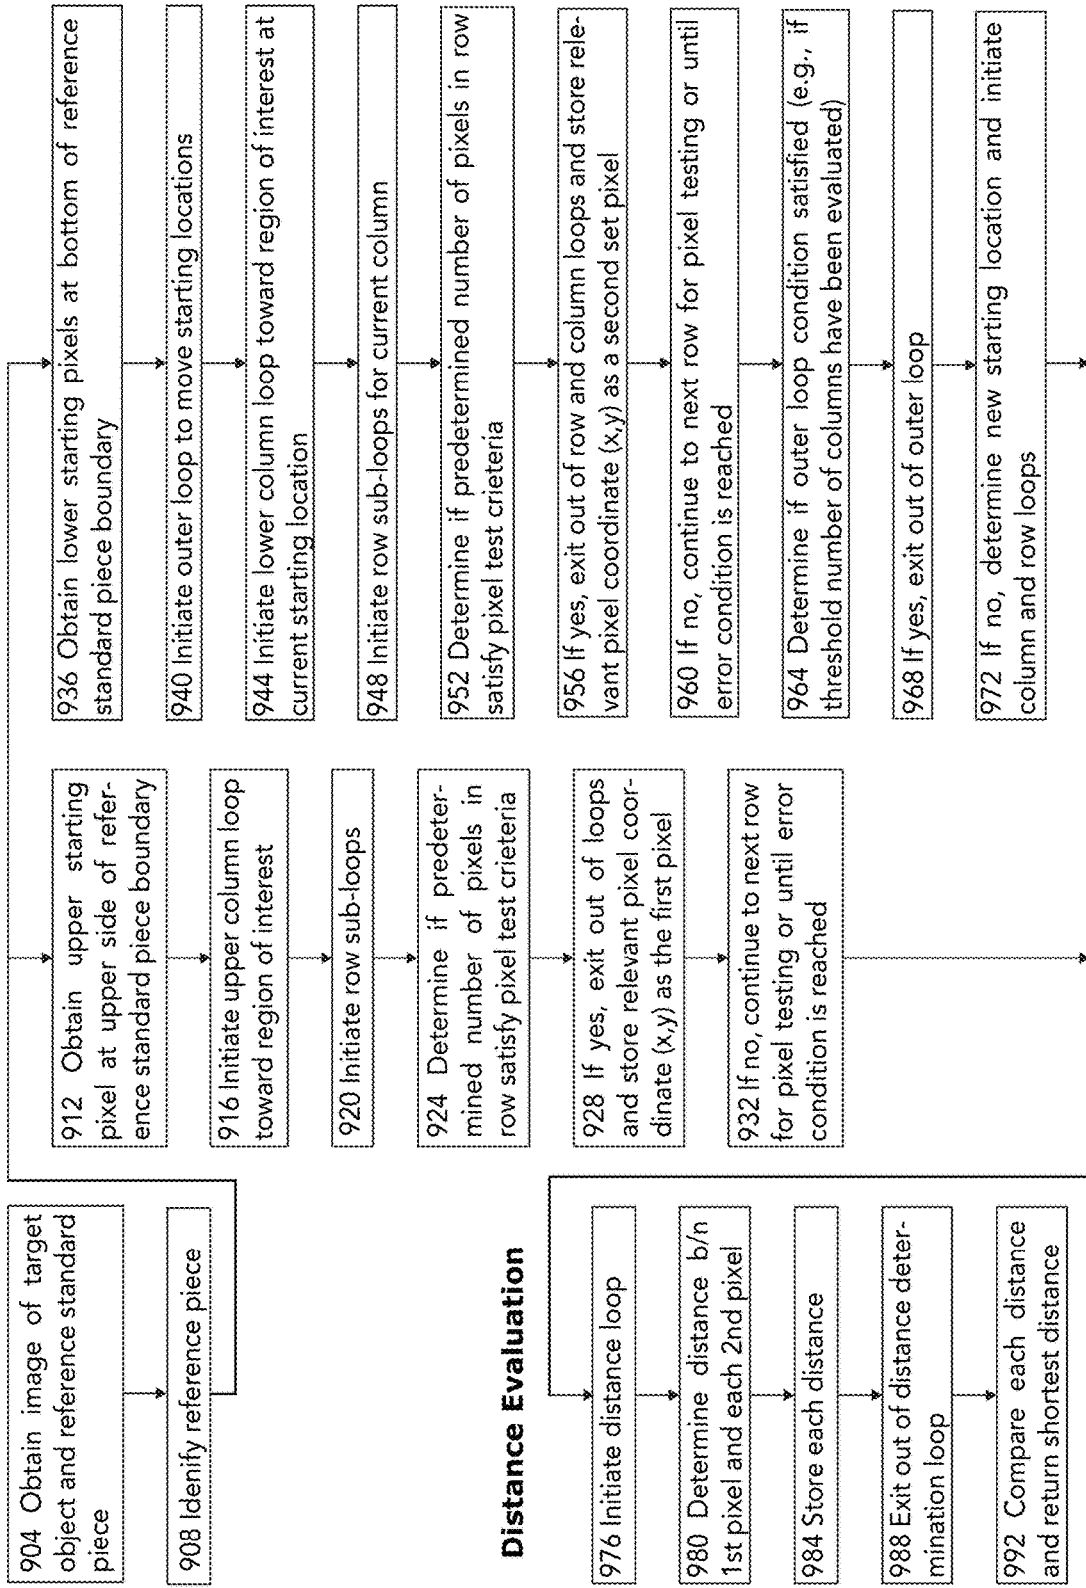 904 Obtain image of target
object and reference standard
piece
908 Idenify reference piece
912 Obtain upper starting
pixel at upper side of refer-
ence standard piece boundary
916 Initiate upper column loop
toward region of interest
920 Initiate row sub-loops
924 Determine if predeter-
mined number of pixels in
row satisfy pixel test crieteria
928 If yes, exit out of loops
and store relevant pixel coor-
dinate (x,y) as the first pixel
932 If no, continue to next row
for pixel testing or until error
condition is reached
936 Obtain lower starting pixels at bottom of reference
standard piece boundary
940 Initiate outer loop to move starting locations
944 Initiate lower column loop toward region of interest at
current starting location
948 Initiate row sub-loops for current column
952 Determine if predetermined number of pixels in row
satisfy pixel test crieteria
956 If yes, exit out of row and column loops and store rele-
vant pixel coordinate (x,y) as a second set pixel
960 If no, continue to next row for pixel testing or until
error condition is reached
964 Determine if outer loop condition satisfied (e.g., if
threshold number of columns have been evaluated)
968 If yes, exit out of outer loop
972 If no, determine new starting location and initiate
column and row loops
Distance Evaluation
976 Initiate distance loop
980 Determine distance b/n
1st pixel and each 2nd pixel
984 Store each distance
988 Exit out of distance deter-
mination loop
992 Compare each distance
and return shortest distance